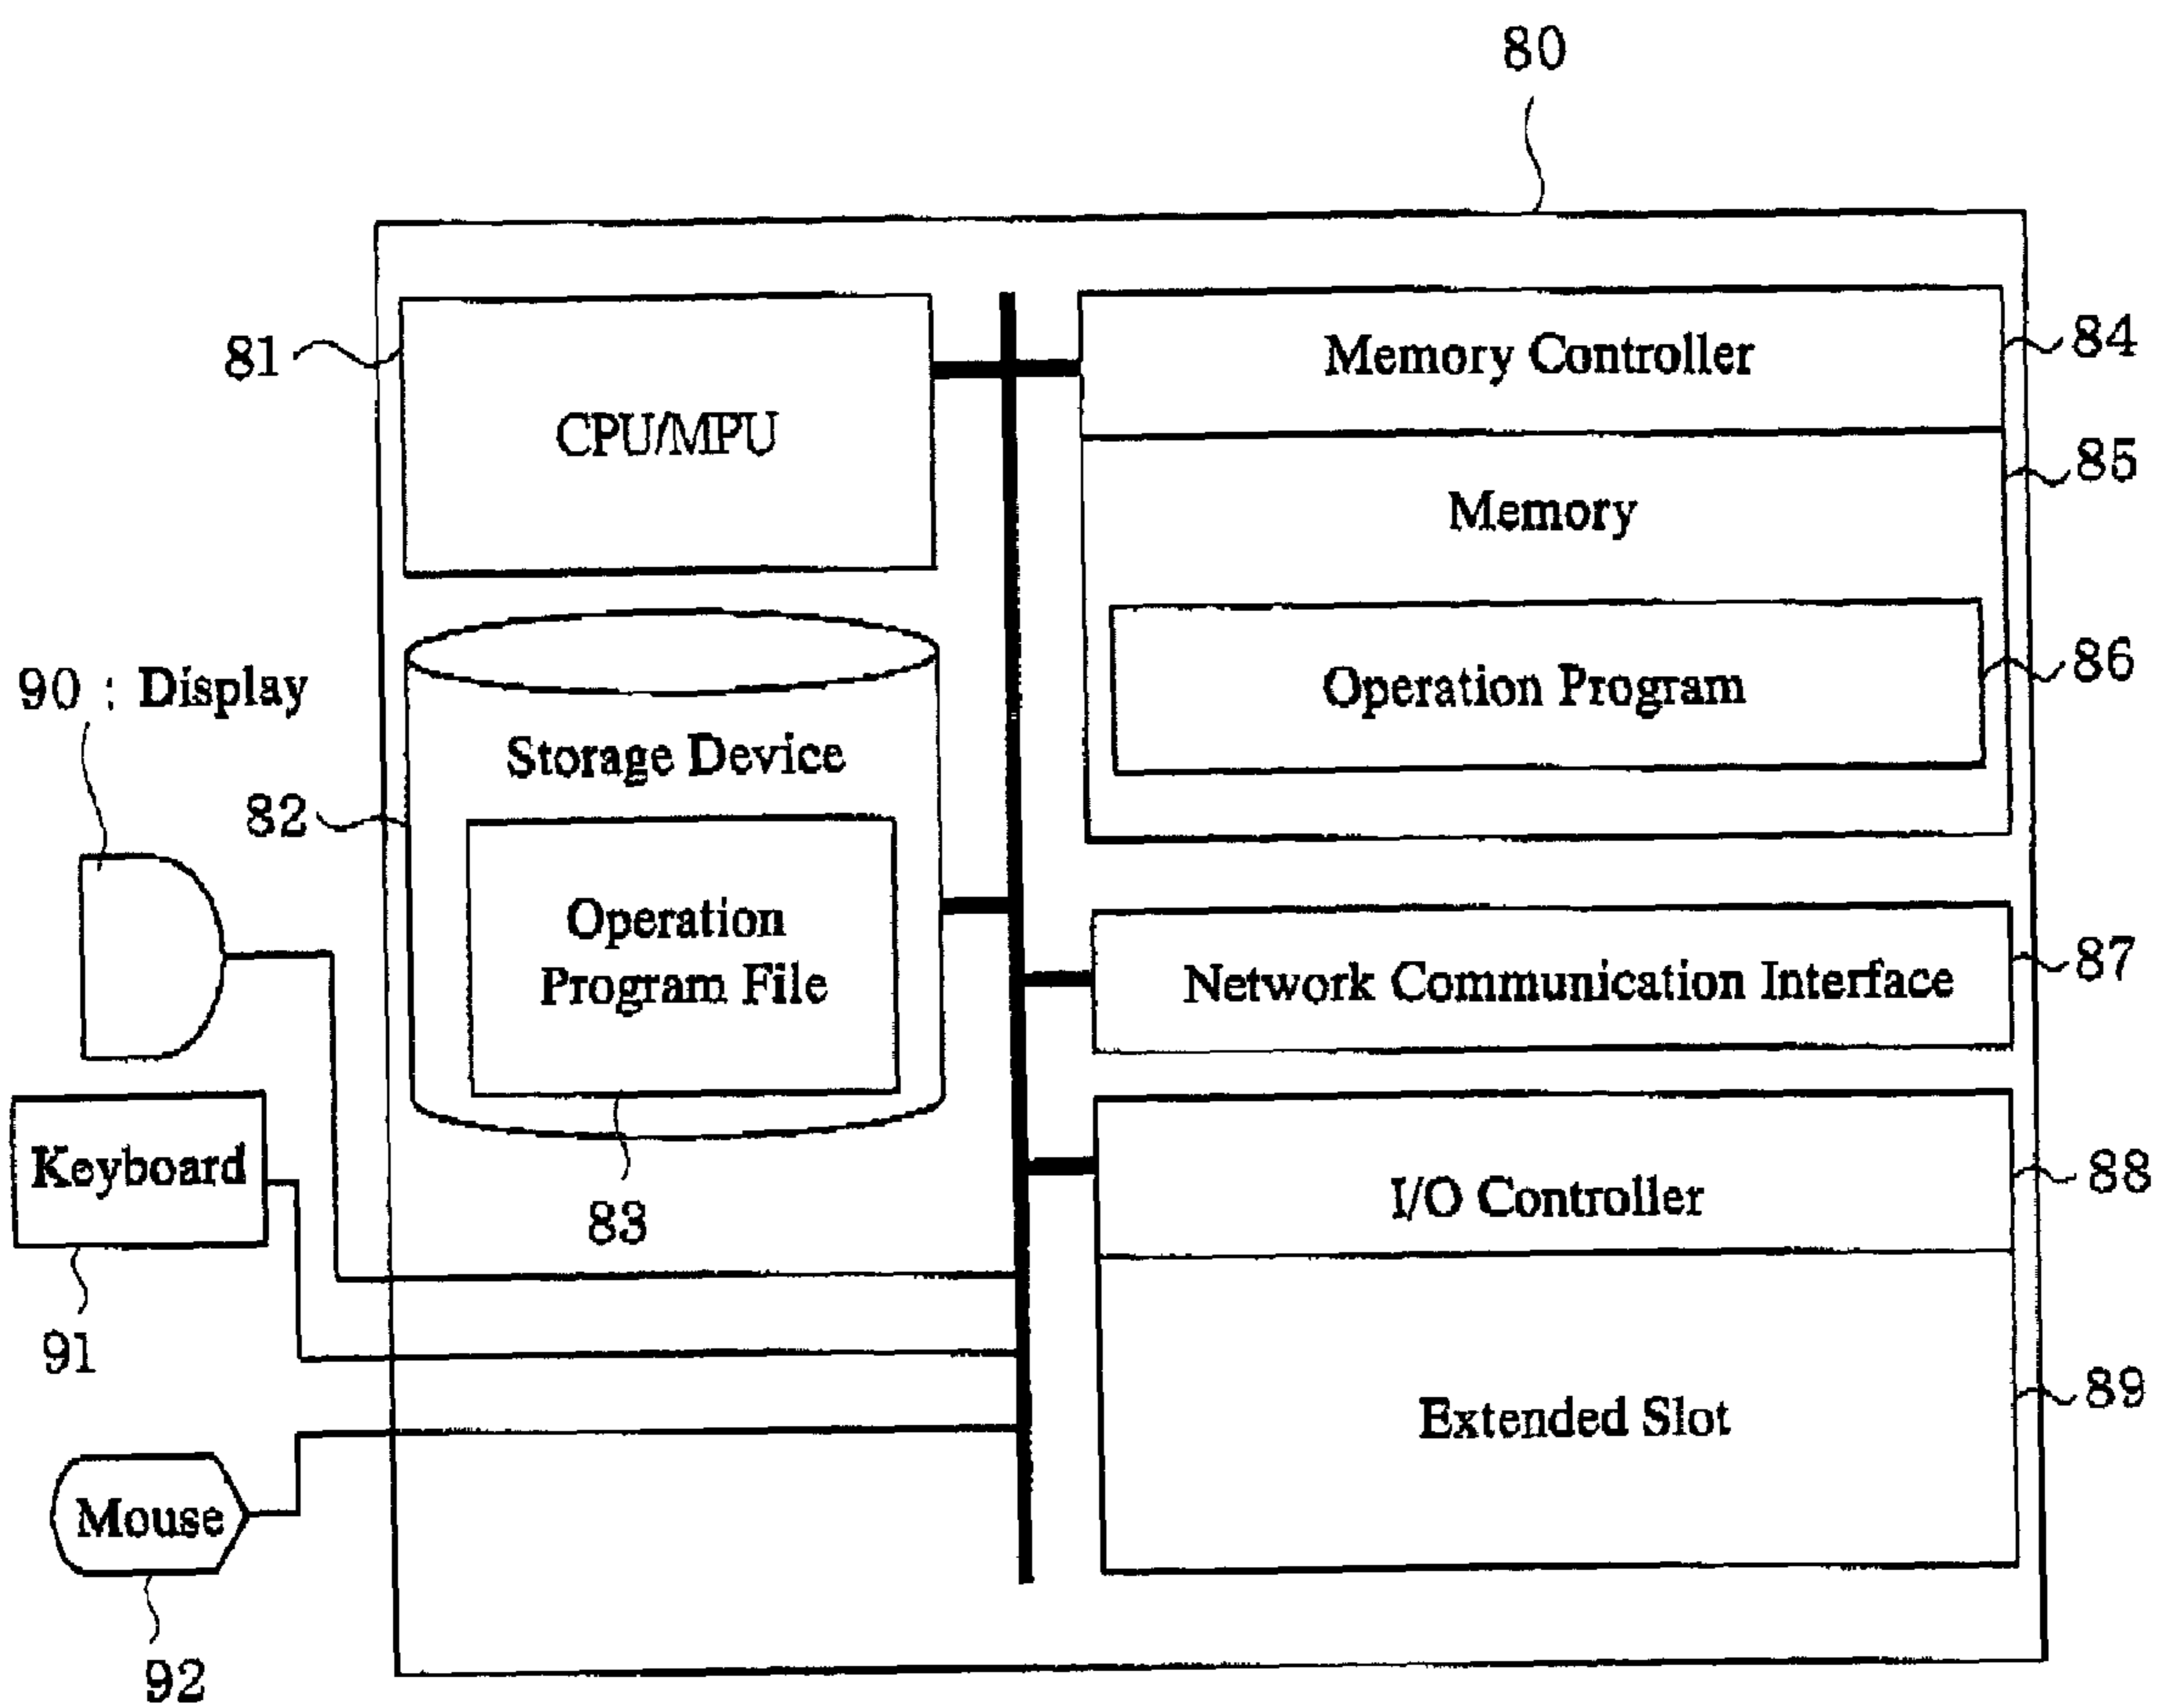 80
81
CPU/MPU
Memory Controller
84
Memory
85
Operation Program
86
90 : Display
Storage Device
82
Operation
Program File
83
Network Communication Interface
87
Keyboard
91
I/O Controller
88
Extended Slot
89
Mouse
92